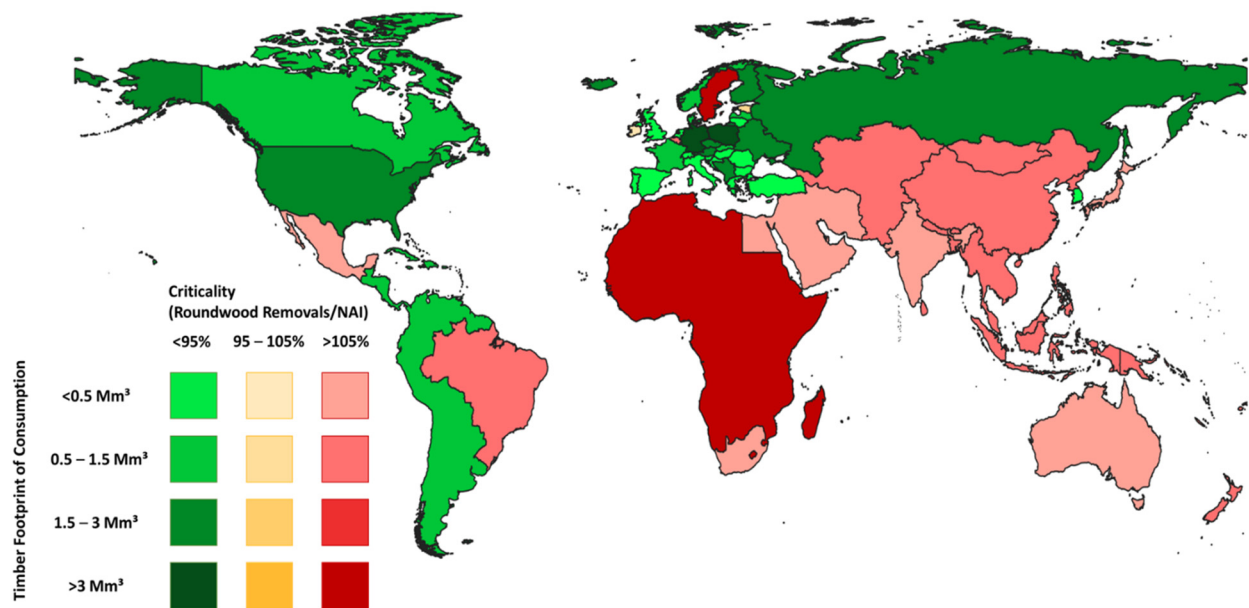 Criticality
(Roundwood Removals/NAI)
<95% 95 – 105% >105%
Timber Footprint of Consumption
<0.5 Mm³
0.5 – 1.5 Mm³
1.5 – 3 Mm³
>3 Mm³